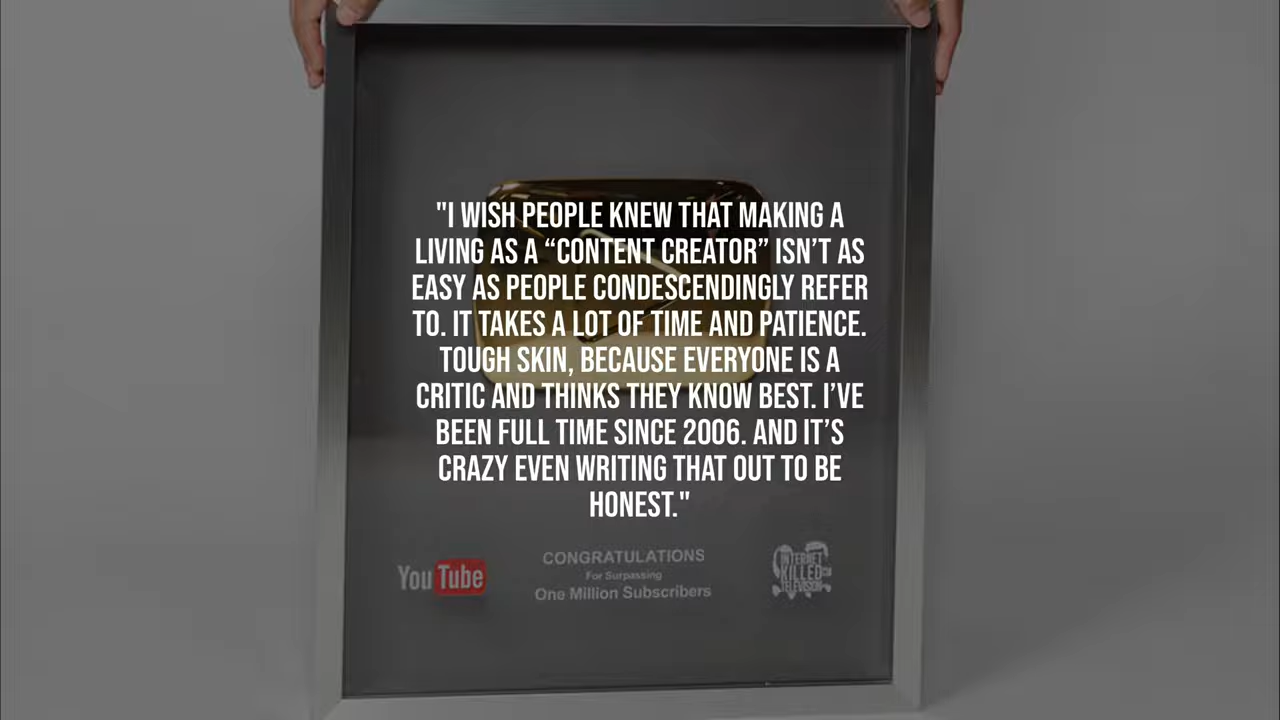 "I WISH PEOPLE KNEW THAT MAKING A
LIVING AS A “CONTENT CREATOR” ISN’T AS
EASY AS PEOPLE CONDESCENDINGLY REFER
TO. IT TAKES A LOT OF TIME AND PATIENCE.
TOUGH SKIN, BECAUSE EVERYONE IS A
CRITIC AND THINKS THEY KNOW BEST. I’VE
BEEN FULL TIME SINCE 2006. AND IT’S
CRAZY EVEN WRITING THAT OUT TO BE
HONEST."
YouTube
CONGRATULATIONS
For Surpassing
One Million Subscribers
INTERNET
KILLED
TELEVISION